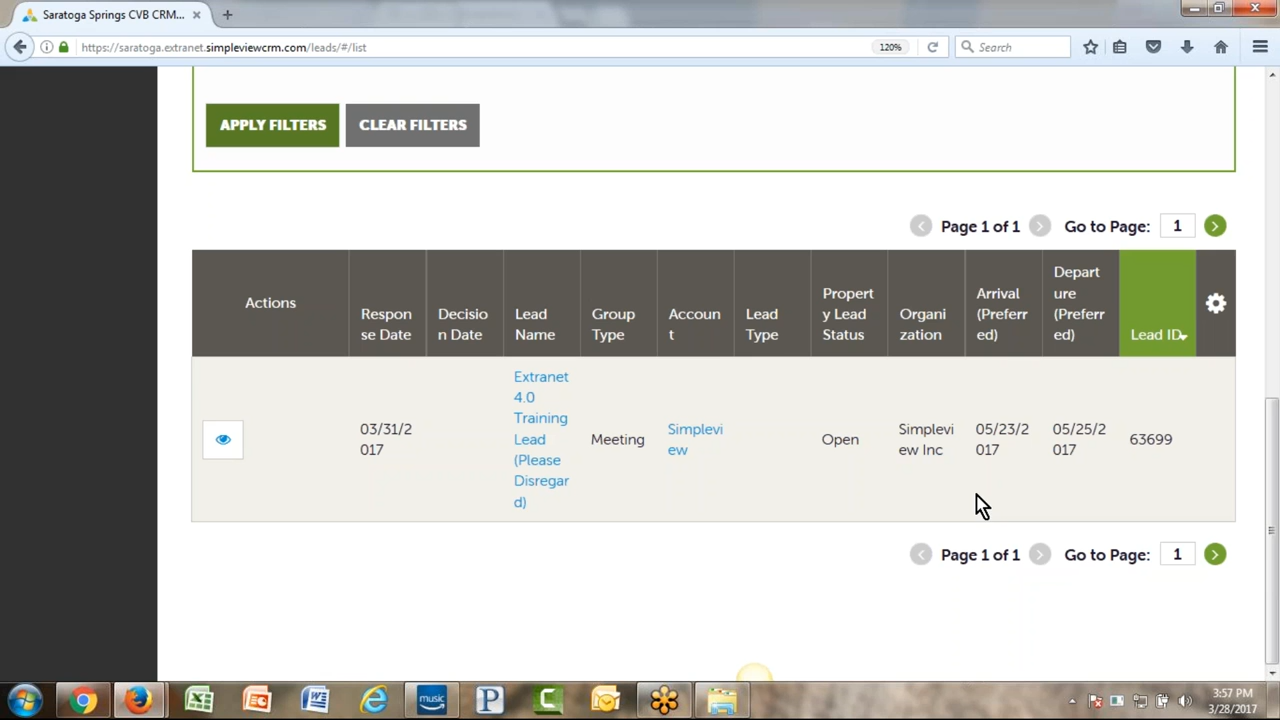 Saratoga Springs CVB CRM...
https://saratoga.extranet.simpleviewcrm.com/leads/#/list
120%
Search
APPLY FILTERS
CLEAR FILTERS
Page 1 of 1
Go to Page:
1
Actions
Respon
se Date
Decisio
n Date
Lead
Name
Group
Type
Accoun
t
Lead
Type
Propert
y Lead
Status
Organi
zation
Arrival
(Preferr
ed)
Depart
ure
(Preferr
ed)
Lead ID
03/31/2
017
Extranet
4.0
Training
Lead
(Please
Disregar
d)
Meeting
Simplevi
ew
Open
Simplevi
ew Inc
05/23/2
017
05/25/2
017
63699
Page 1 of 1
Go to Page:
1
music
3:57 PM
3/28/2017